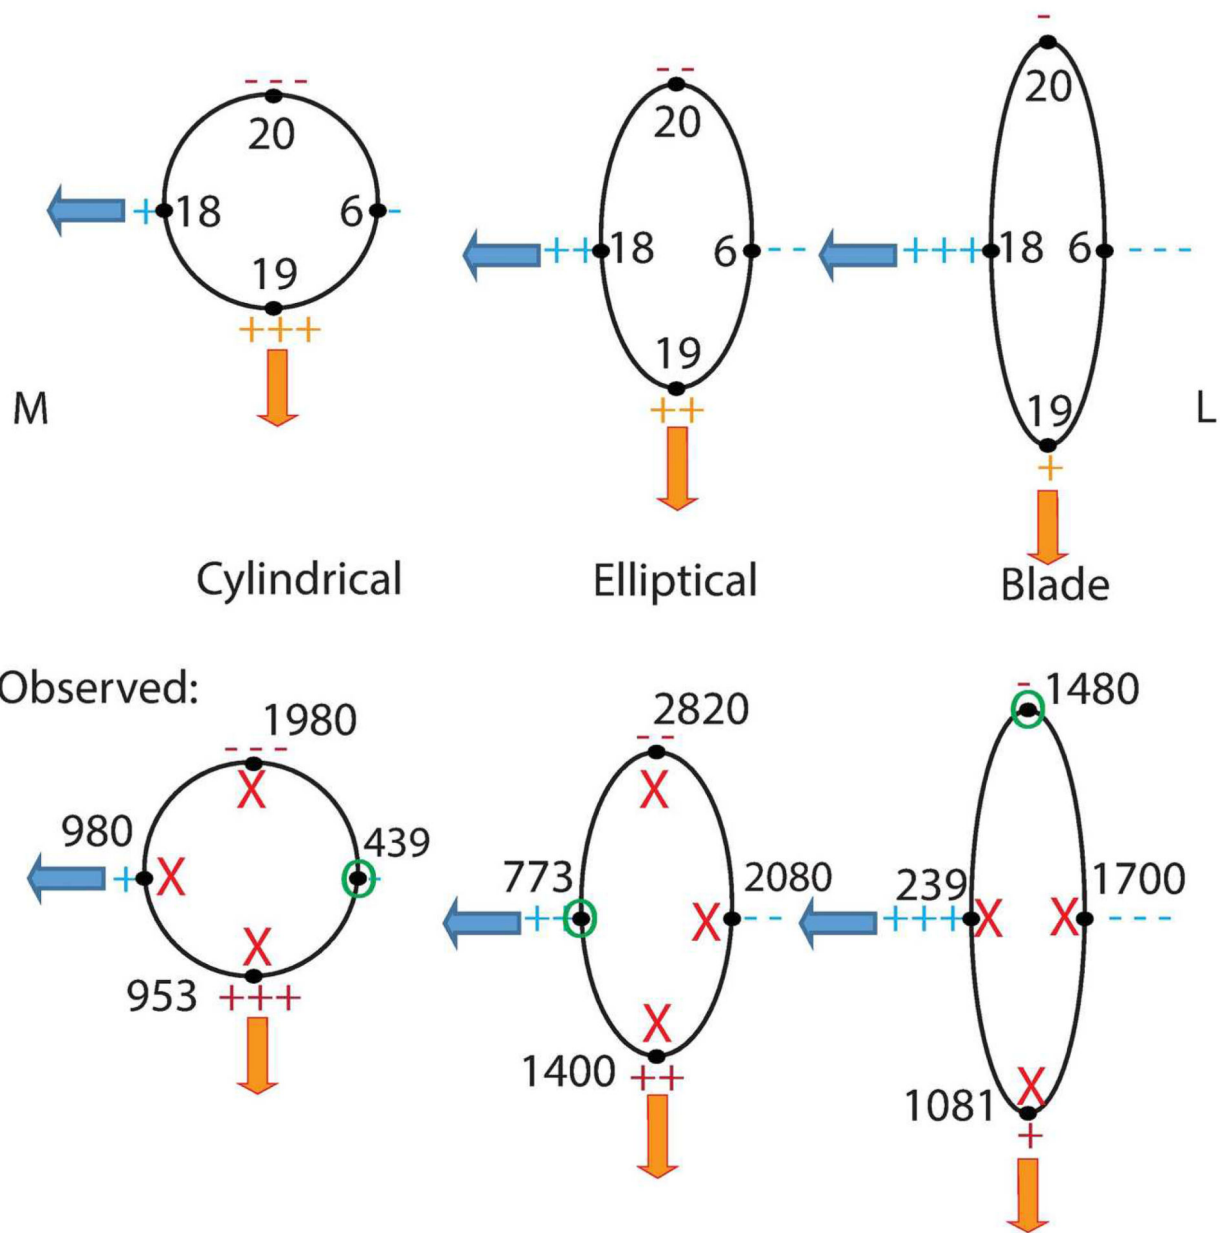 - - - 
20
+ 18 6 -
19
+++
- -
20
++ 18 6 - -
19
++
-
20
+++ 18 6 - - -
19
+
M L
Cylindrical Elliptical Blade
Observed:
1980
- - -
X
980 439
+ X -
X
953 +++
2820
- -
X
773 2080
++ X - -
X
1400 ++
- 1480
239 1700
+++ X X - - - -
X
1081
+